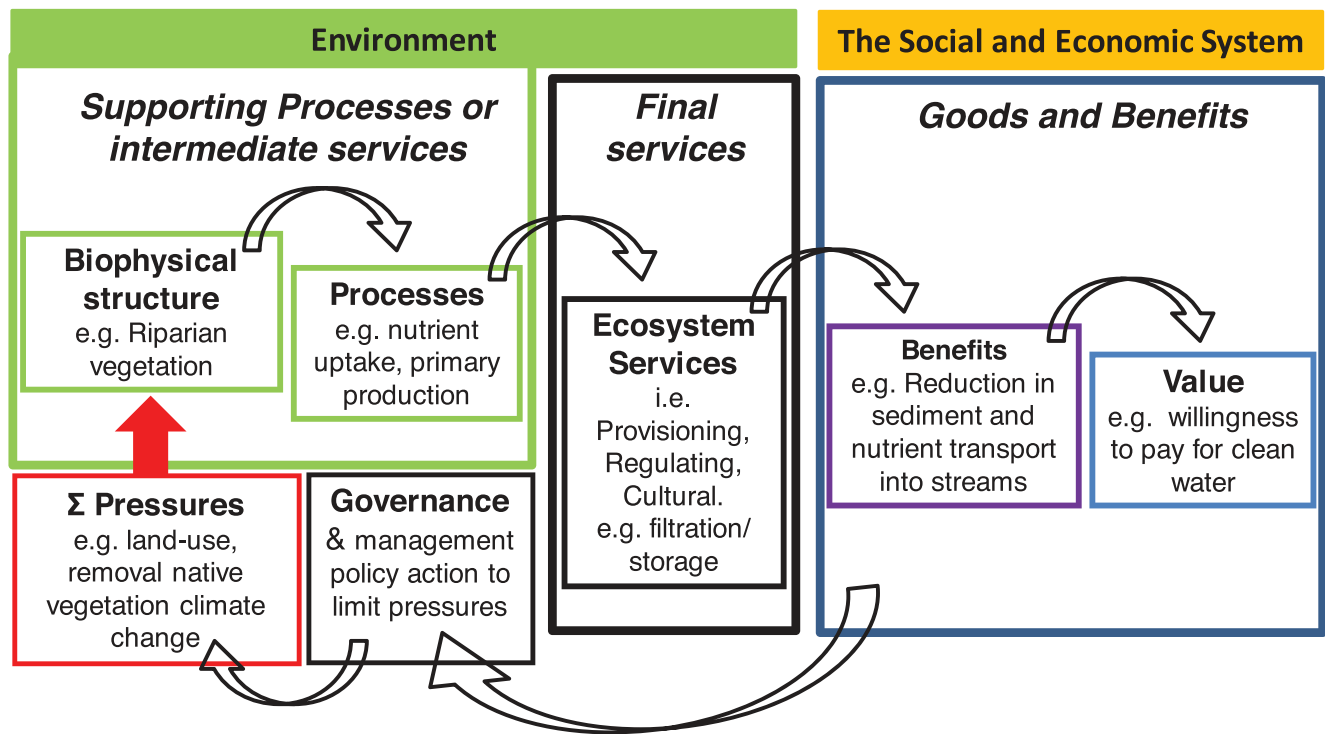 Environment
The Social and Economic System
Supporting Processes or
intermediate services
Final
services
Goods and Benefits
Biophysical
structure
e.g. Riparian
vegetation
Processes
e.g. nutrient
uptake, primary
production
Ecosystem
Services
i.e.
Provisioning,
Regulating,
Cultural.
e.g. filtration/
storage
Benefits
e.g. Reduction in
sediment and
nutrient transport
into streams
Value
e.g. willingness
to pay for clean
water
Σ Pressures
e.g. land-use,
removal native
vegetation climate
change
Governance
& management
policy action to
limit pressures